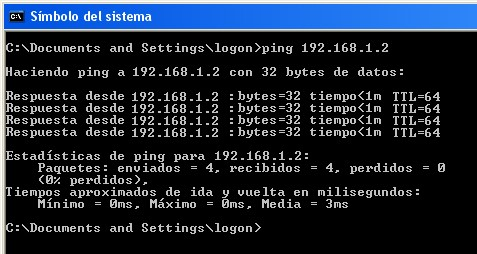 Símbolo del sistema
C:\Documents and Settings\logon>ping 192.168.1.2
Haciendo ping a 192.168.1.2 con 32 bytes de datos:
Respuesta desde 192.168.1.2 :bytes=32 tiempo<1m TTL=64
Respuesta desde 192.168.1.2 :bytes=32 tiempo<1m TTL=64
Respuesta desde 192.168.1.2 :bytes=32 tiempo<1m TTL=64
Respuesta desde 192.168.1.2 :bytes=32 tiempo<1m TTL=64
Estadísticas de ping para 192.168.1.2:
Paquetes: enviados = 4, recibidos = 4, perdidos = 0
(0% perdidos),
Tiempos aproximados de ida y vuelta en milisegundos:
Mínimo = 0ms, Máximo = 0ms, Media = 3ms
C:\Documents and Settings\logon>